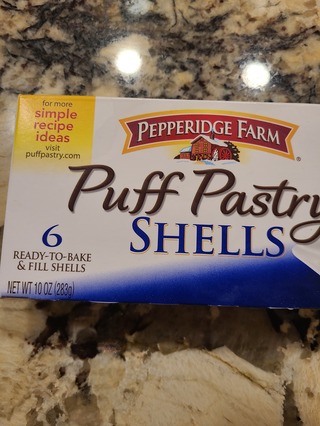 for more
simple
recipe
ideas
visit
puffpastry.com
PEPPERIDGE FARM
®
Puff Pastry
SHELLS
6
READY-TO-BAKE
& FILL SHELLS
NET WT 10 OZ (283g)